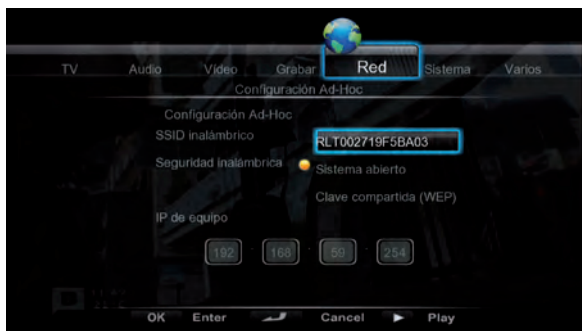 TV Audio Vídeo Grabar Red Sistema Varios
Configuración Ad-Hoc
Configuración Ad-Hoc
SSID inalámbrico RLT002719F5BA03
Seguridad inalámbrica Sistema abierto
Clave compartida (WEP)
IP de equipo
192 . 168 . 59 . 254
OK Enter Cancel Play